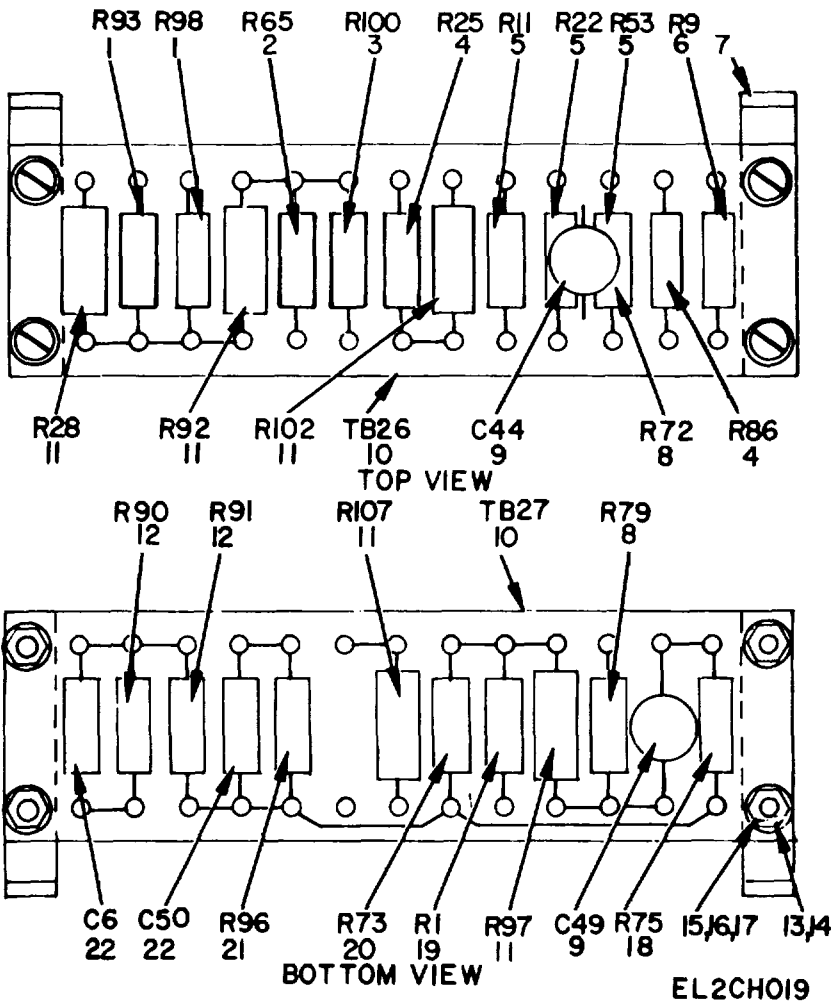 R93 R98 R65 R100 R25 R11 R22 R53 R9
1 1 2 3 4 5 5 5 6 7
R28 R92 R102 TB26 C44 R72 R86
11 11 11 10 9 8 4
TOP VIEW
R90 R91 R107 TB27 R79
12 12 11 10 8
C6 C50 R96 R73 R1 R97 C49 R75 15,16,17 13,14
22 22 21 20 19 11 9 18
BOTTOM VIEW
EL2CH019